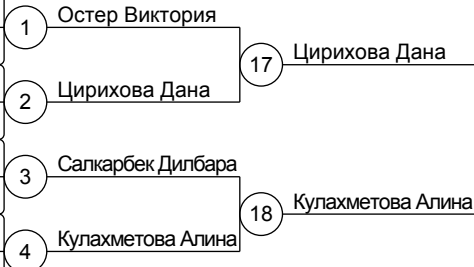 1 Остер Виктория
17 Цирихова Дана
2 Цирихова Дана
3 Салкарбек Дилбара
18 Кулахметова Алина
4 Кулахметова Алина